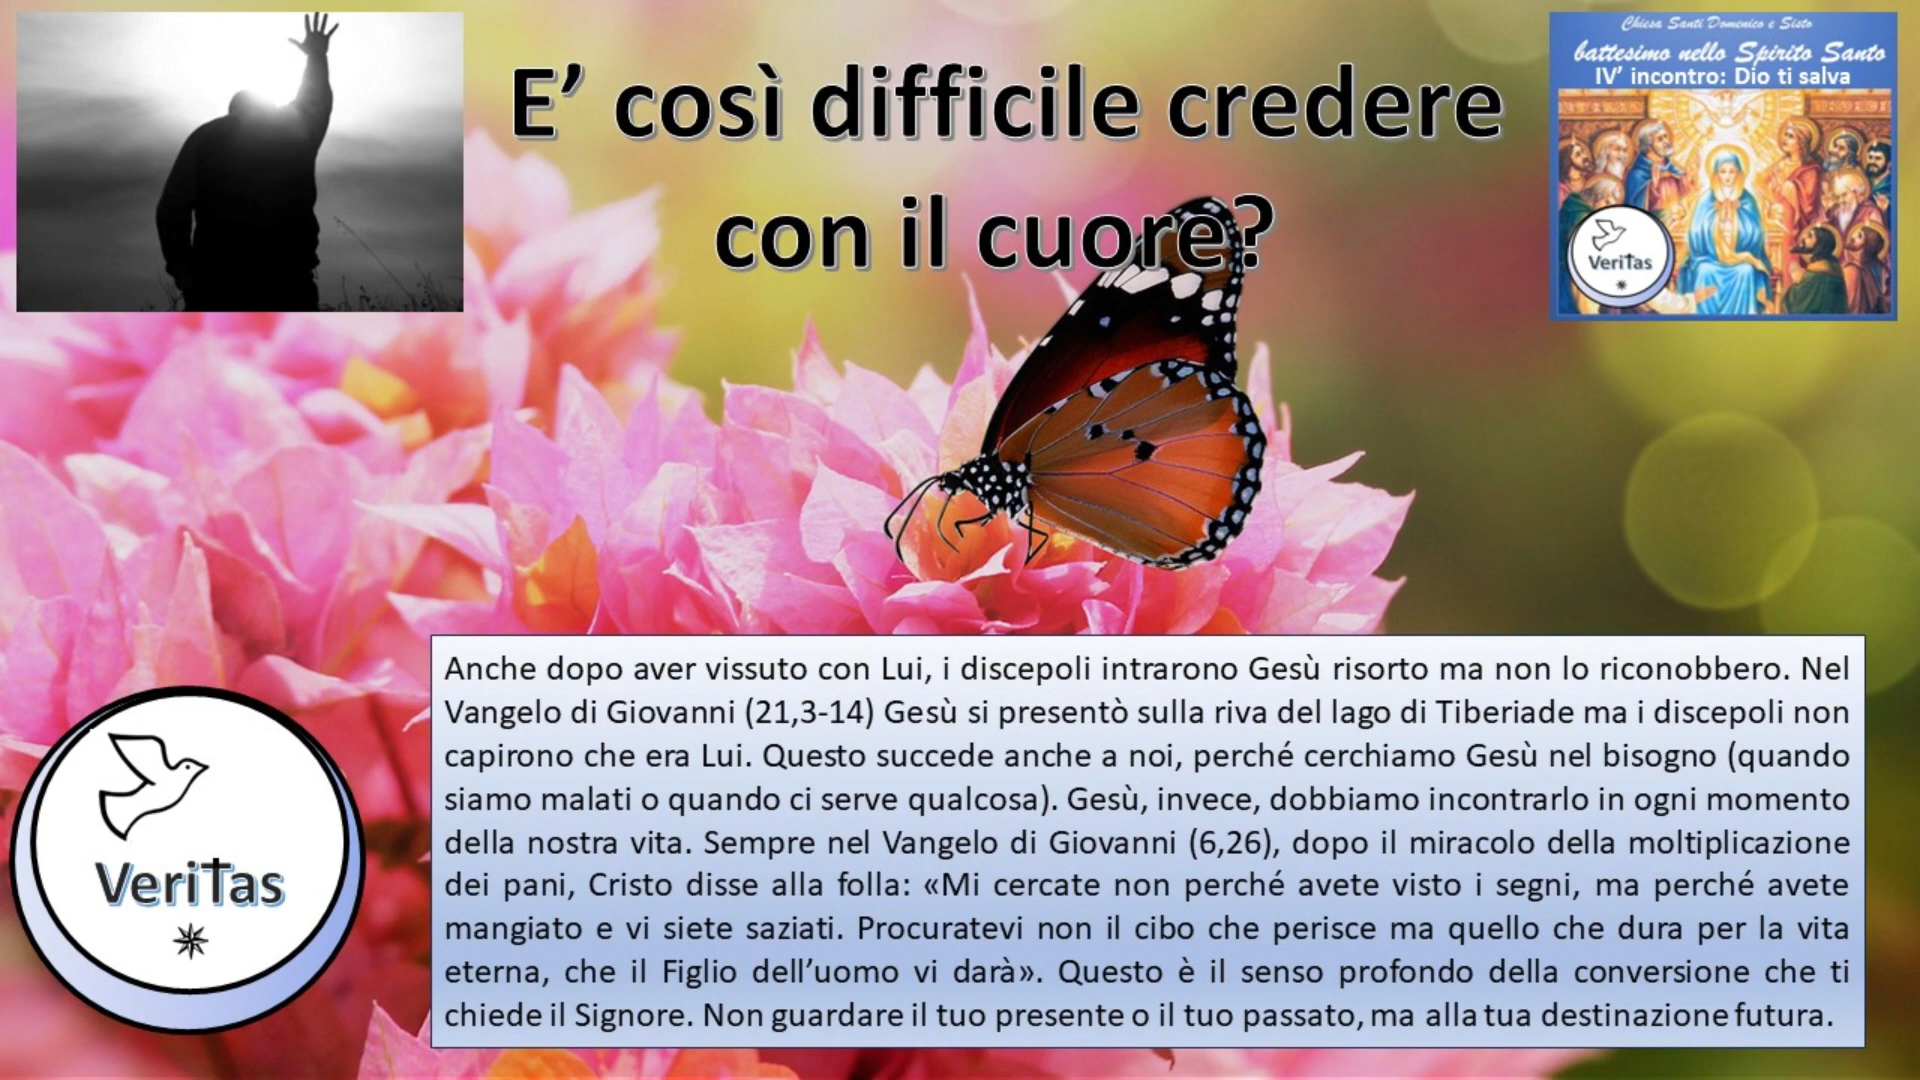 E’ così difficile credere
con il cuore?
Chiesa Santi Domenico e Sisto
battesimo nello Spirito Santo
IV’ incontro: Dio ti salva
VeriTas
Anche dopo aver vissuto con Lui, i discepoli intrarono Gesù risorto ma non lo riconobbero. Nel
Vangelo di Giovanni (21,3-14) Gesù si presentò sulla riva del lago di Tiberiade ma i discepoli non
capirono che era Lui. Questo succede anche a noi, perché cerchiamo Gesù nel bisogno (quando
siamo malati o quando ci serve qualcosa). Gesù, invece, dobbiamo incontrarlo in ogni momento
della nostra vita. Sempre nel Vangelo di Giovanni (6,26), dopo il miracolo della moltiplicazione
dei pani, Cristo disse alla folla: «Mi cercate non perché avete visto i segni, ma perché avete
mangiato e vi siete saziati. Procuratevi non il cibo che perisce ma quello che dura per la vita
eterna, che il Figlio dell’uomo vi darà». Questo è il senso profondo della conversione che ti
chiede il Signore. Non guardare il tuo presente o il tuo passato, ma alla tua destinazione futura.
VeriTas